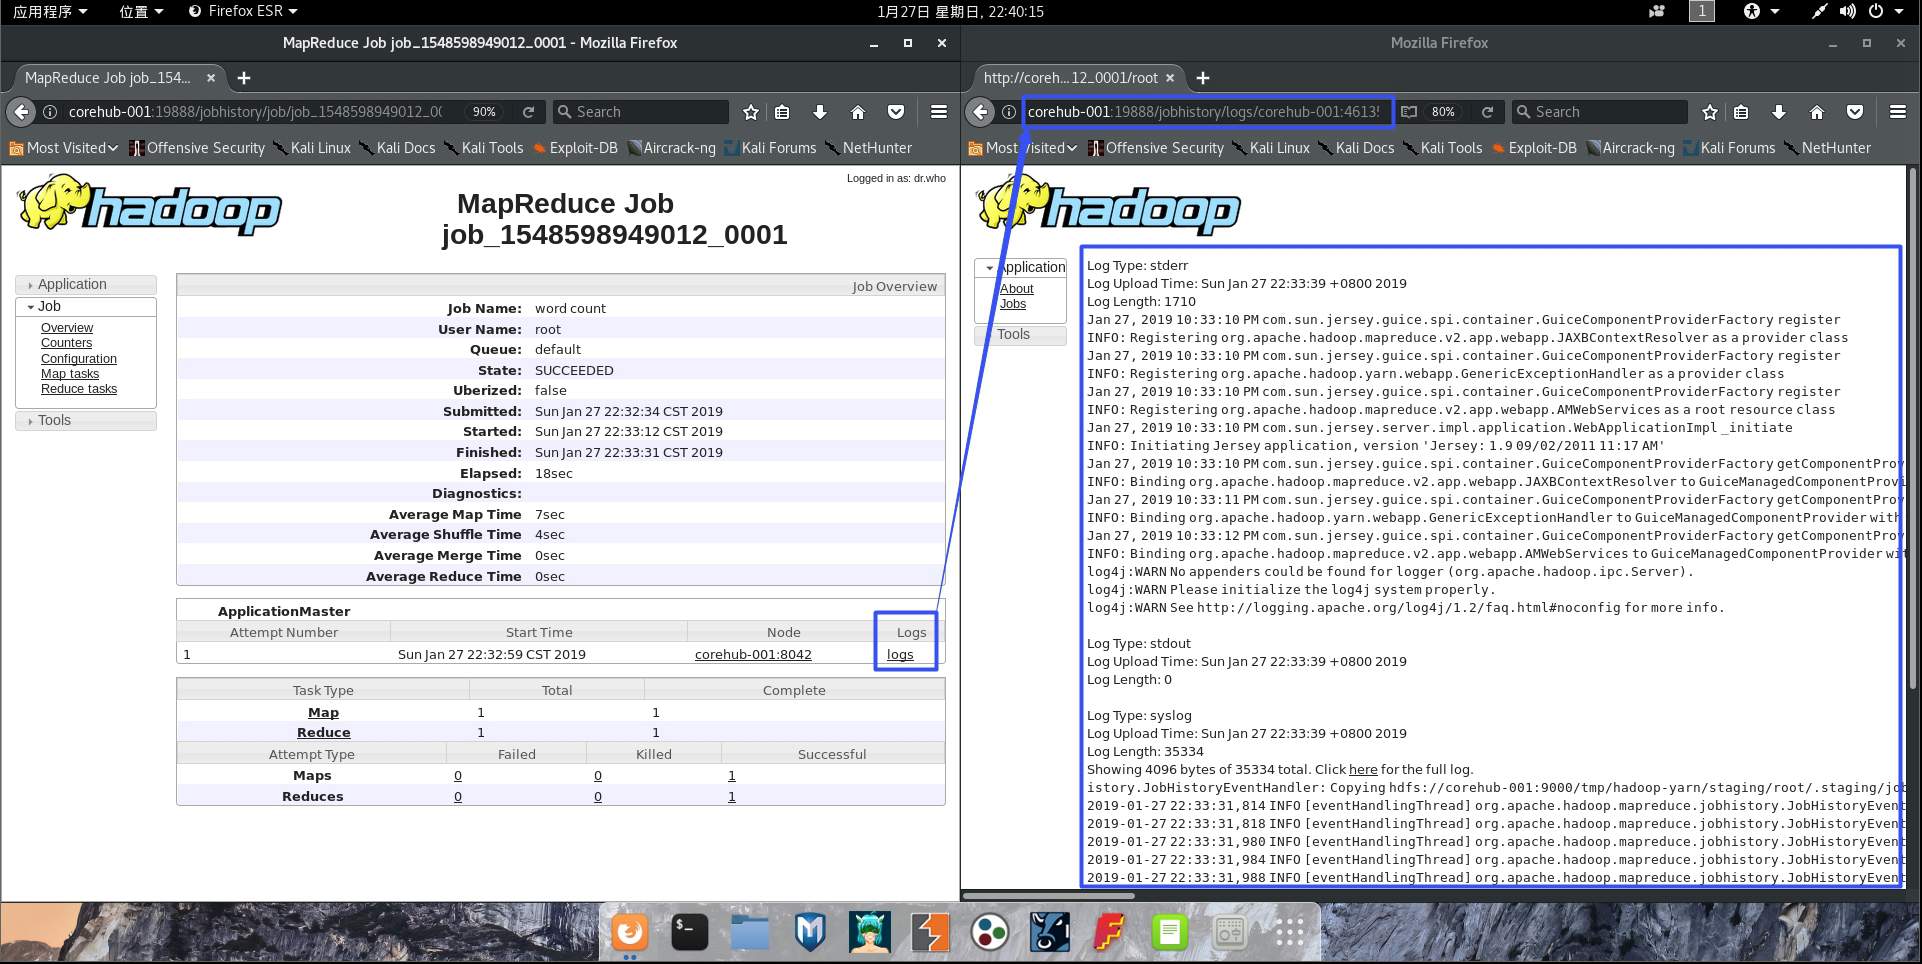 应用程序 位置 Firefox ESR 1月27日 星期日, 22:40:15 1
MapReduce Job job_1548598949012_0001 - Mozilla Firefox
MapReduce Job job_154...
corehub-001:19888/jobhistory/job/job_1548598949012_00 90% Search
Most Visited Offensive Security Kali Linux Kali Docs Kali Tools Exploit-DB Aircrack-ng Kali Forums NetHunter
hadoop
Logged in as: dr.who
MapReduce Job
job_1548598949012_0001
Application
Job
Overview
Counters
Configuration
Map tasks
Reduce tasks
Tools
Job Overview
Job Name: word count
User Name: root
Queue: default
State: SUCCEEDED
Uberized: false
Submitted: Sun Jan 27 22:32:34 CST 2019
Started: Sun Jan 27 22:33:12 CST 2019
Finished: Sun Jan 27 22:33:31 CST 2019
Elapsed: 18sec
Diagnostics:
Average Map Time 7sec
Average Shuffle Time 4sec
Average Merge Time 0sec
Average Reduce Time 0sec
ApplicationMaster
Attempt Number Start Time Node Logs
1 Sun Jan 27 22:32:59 CST 2019 corehub-001:8042 logs
Task Type Total Complete
Map 1 1
Reduce 1 1
Attempt Type Failed Killed Successful
Maps 0 0 1
Reduces 0 0 1
Mozilla Firefox
http://coreh...12_0001/root
corehub-001:19888/jobhistory/logs/corehub-001:46135 80% Search
Most Visited Offensive Security Kali Linux Kali Docs Kali Tools Exploit-DB Aircrack-ng Kali Forums NetHunter
hadoop
Application
About
Jobs
Tools
Log Type: stderr
Log Upload Time: Sun Jan 27 22:33:39 +0800 2019
Log Length: 1710
Jan 27, 2019 10:33:10 PM com.sun.jersey.guice.spi.container.GuiceComponentProviderFactory register
INFO: Registering org.apache.hadoop.mapreduce.v2.app.webapp.JAXBContextResolver as a provider class
Jan 27, 2019 10:33:10 PM com.sun.jersey.guice.spi.container.GuiceComponentProviderFactory register
INFO: Registering org.apache.hadoop.yarn.webapp.GenericExceptionHandler as a provider class
Jan 27, 2019 10:33:10 PM com.sun.jersey.guice.spi.container.GuiceComponentProviderFactory register
INFO: Registering org.apache.hadoop.mapreduce.v2.app.webapp.AMWebServices as a root resource class
Jan 27, 2019 10:33:10 PM com.sun.jersey.server.impl.application.WebApplicationImpl _initiate
INFO: Initiating Jersey application, version 'Jersey: 1.9 09/02/2011 11:17 AM'
Jan 27, 2019 10:33:10 PM com.sun.jersey.guice.spi.container.GuiceComponentProviderFactory getComponentProv
INFO: Binding org.apache.hadoop.mapreduce.v2.app.webapp.JAXBContextResolver to GuiceManagedComponentProvi
Jan 27, 2019 10:33:11 PM com.sun.jersey.guice.spi.container.GuiceComponentProviderFactory getComponentProv
INFO: Binding org.apache.hadoop.yarn.webapp.GenericExceptionHandler to GuiceManagedComponentProvider with
Jan 27, 2019 10:33:12 PM com.sun.jersey.guice.spi.container.GuiceComponentProviderFactory getComponentProv
INFO: Binding org.apache.hadoop.mapreduce.v2.app.webapp.AMWebServices to GuiceManagedComponentProvider wit
log4j:WARN No appenders could be found for logger (org.apache.hadoop.ipc.Server).
log4j:WARN Please initialize the log4j system properly.
log4j:WARN See http://logging.apache.org/log4j/1.2/faq.html#noconfig for more info.
Log Type: stdout
Log Upload Time: Sun Jan 27 22:33:39 +0800 2019
Log Length: 0
Log Type: syslog
Log Upload Time: Sun Jan 27 22:33:39 +0800 2019
Log Length: 35334
Showing 4096 bytes of 35334 total. Click here for the full log.
istory.JobHistoryEventHandler: Copying hdfs://corehub-001:9000/tmp/hadoop-yarn/staging/root/.staging/job
2019-01-27 22:33:31,814 INFO [eventHandlingThread] org.apache.hadoop.mapreduce.jobhistory.JobHistoryEvent
2019-01-27 22:33:31,818 INFO [eventHandlingThread] org.apache.hadoop.mapreduce.jobhistory.JobHistoryEvent
2019-01-27 22:33:31,980 INFO [eventHandlingThread] org.apache.hadoop.mapreduce.jobhistory.JobHistoryEvent
2019-01-27 22:33:31,984 INFO [eventHandlingThread] org.apache.hadoop.mapreduce.jobhistory.JobHistoryEvent
2019-01-27 22:33:31,988 INFO [eventHandlingThread] org.apache.hadoop.mapreduce.jobhistory.JobHistoryEvent